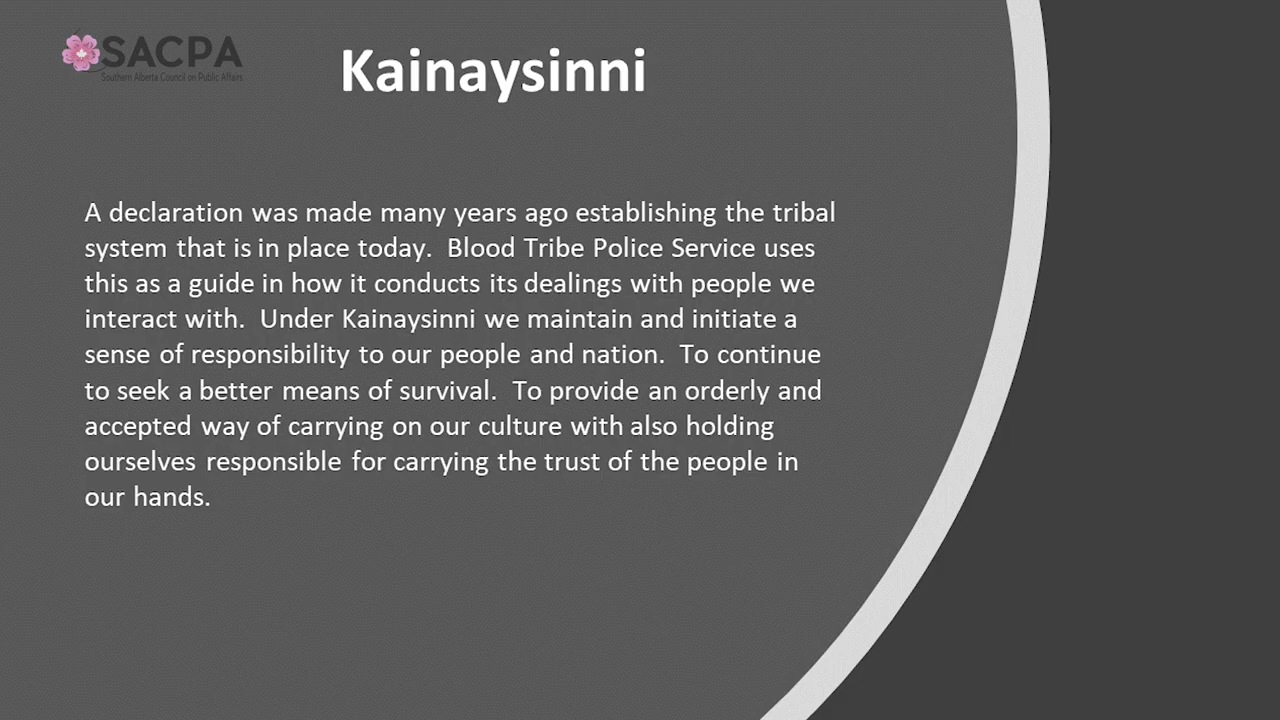 SACPA
Southern Alberta Council on Public Affairs
Kainaysinni
A declaration was made many years ago establishing the tribal
system that is in place today.  Blood Tribe Police Service uses
this as a guide in how it conducts its dealings with people we
interact with.  Under Kainaysinni we maintain and initiate a
sense of responsibility to our people and nation.  To continue
to seek a better means of survival.  To provide an orderly and
accepted way of carrying on our culture with also holding
ourselves responsible for carrying the trust of the people in
our hands.